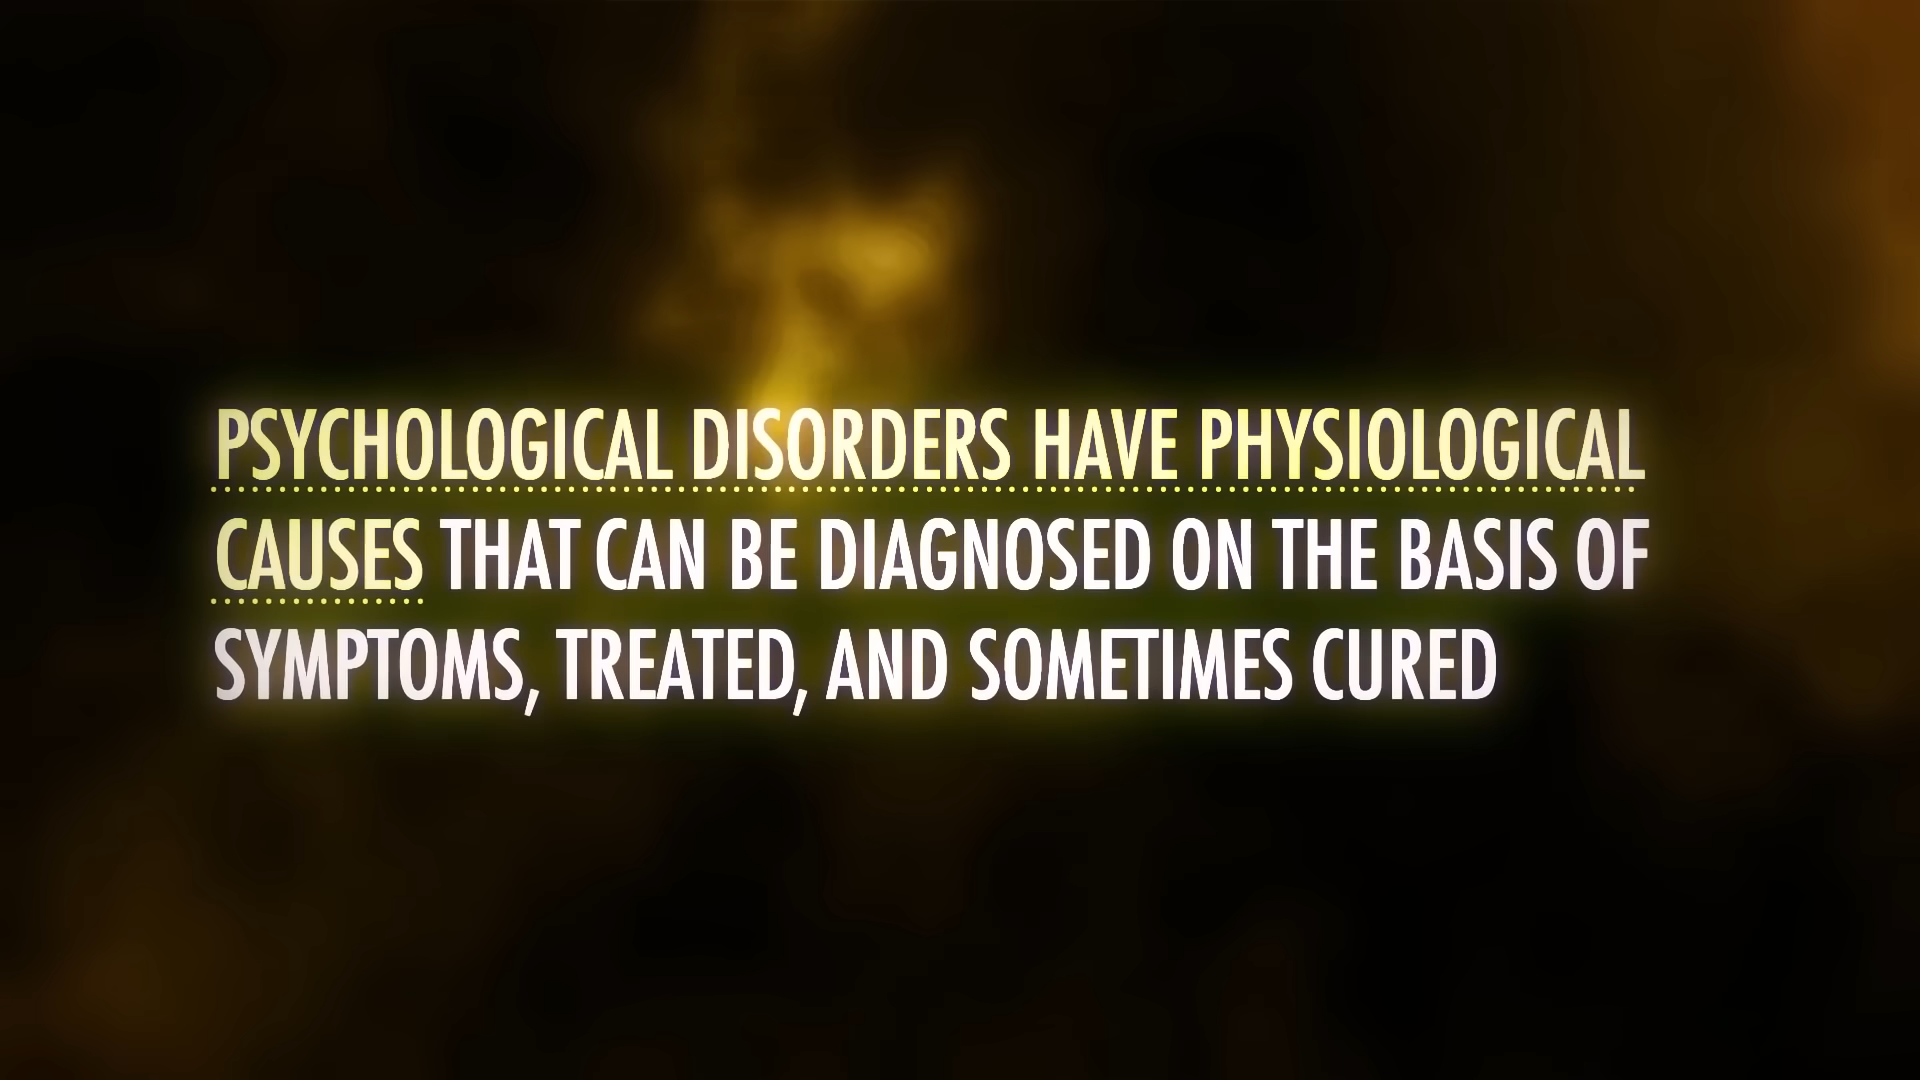 PSYCHOLOGICAL DISORDERS HAVE PHYSIOLOGICAL
CAUSES THAT CAN BE DIAGNOSED ON THE BASIS OF
SYMPTOMS, TREATED, AND SOMETIMES CURED